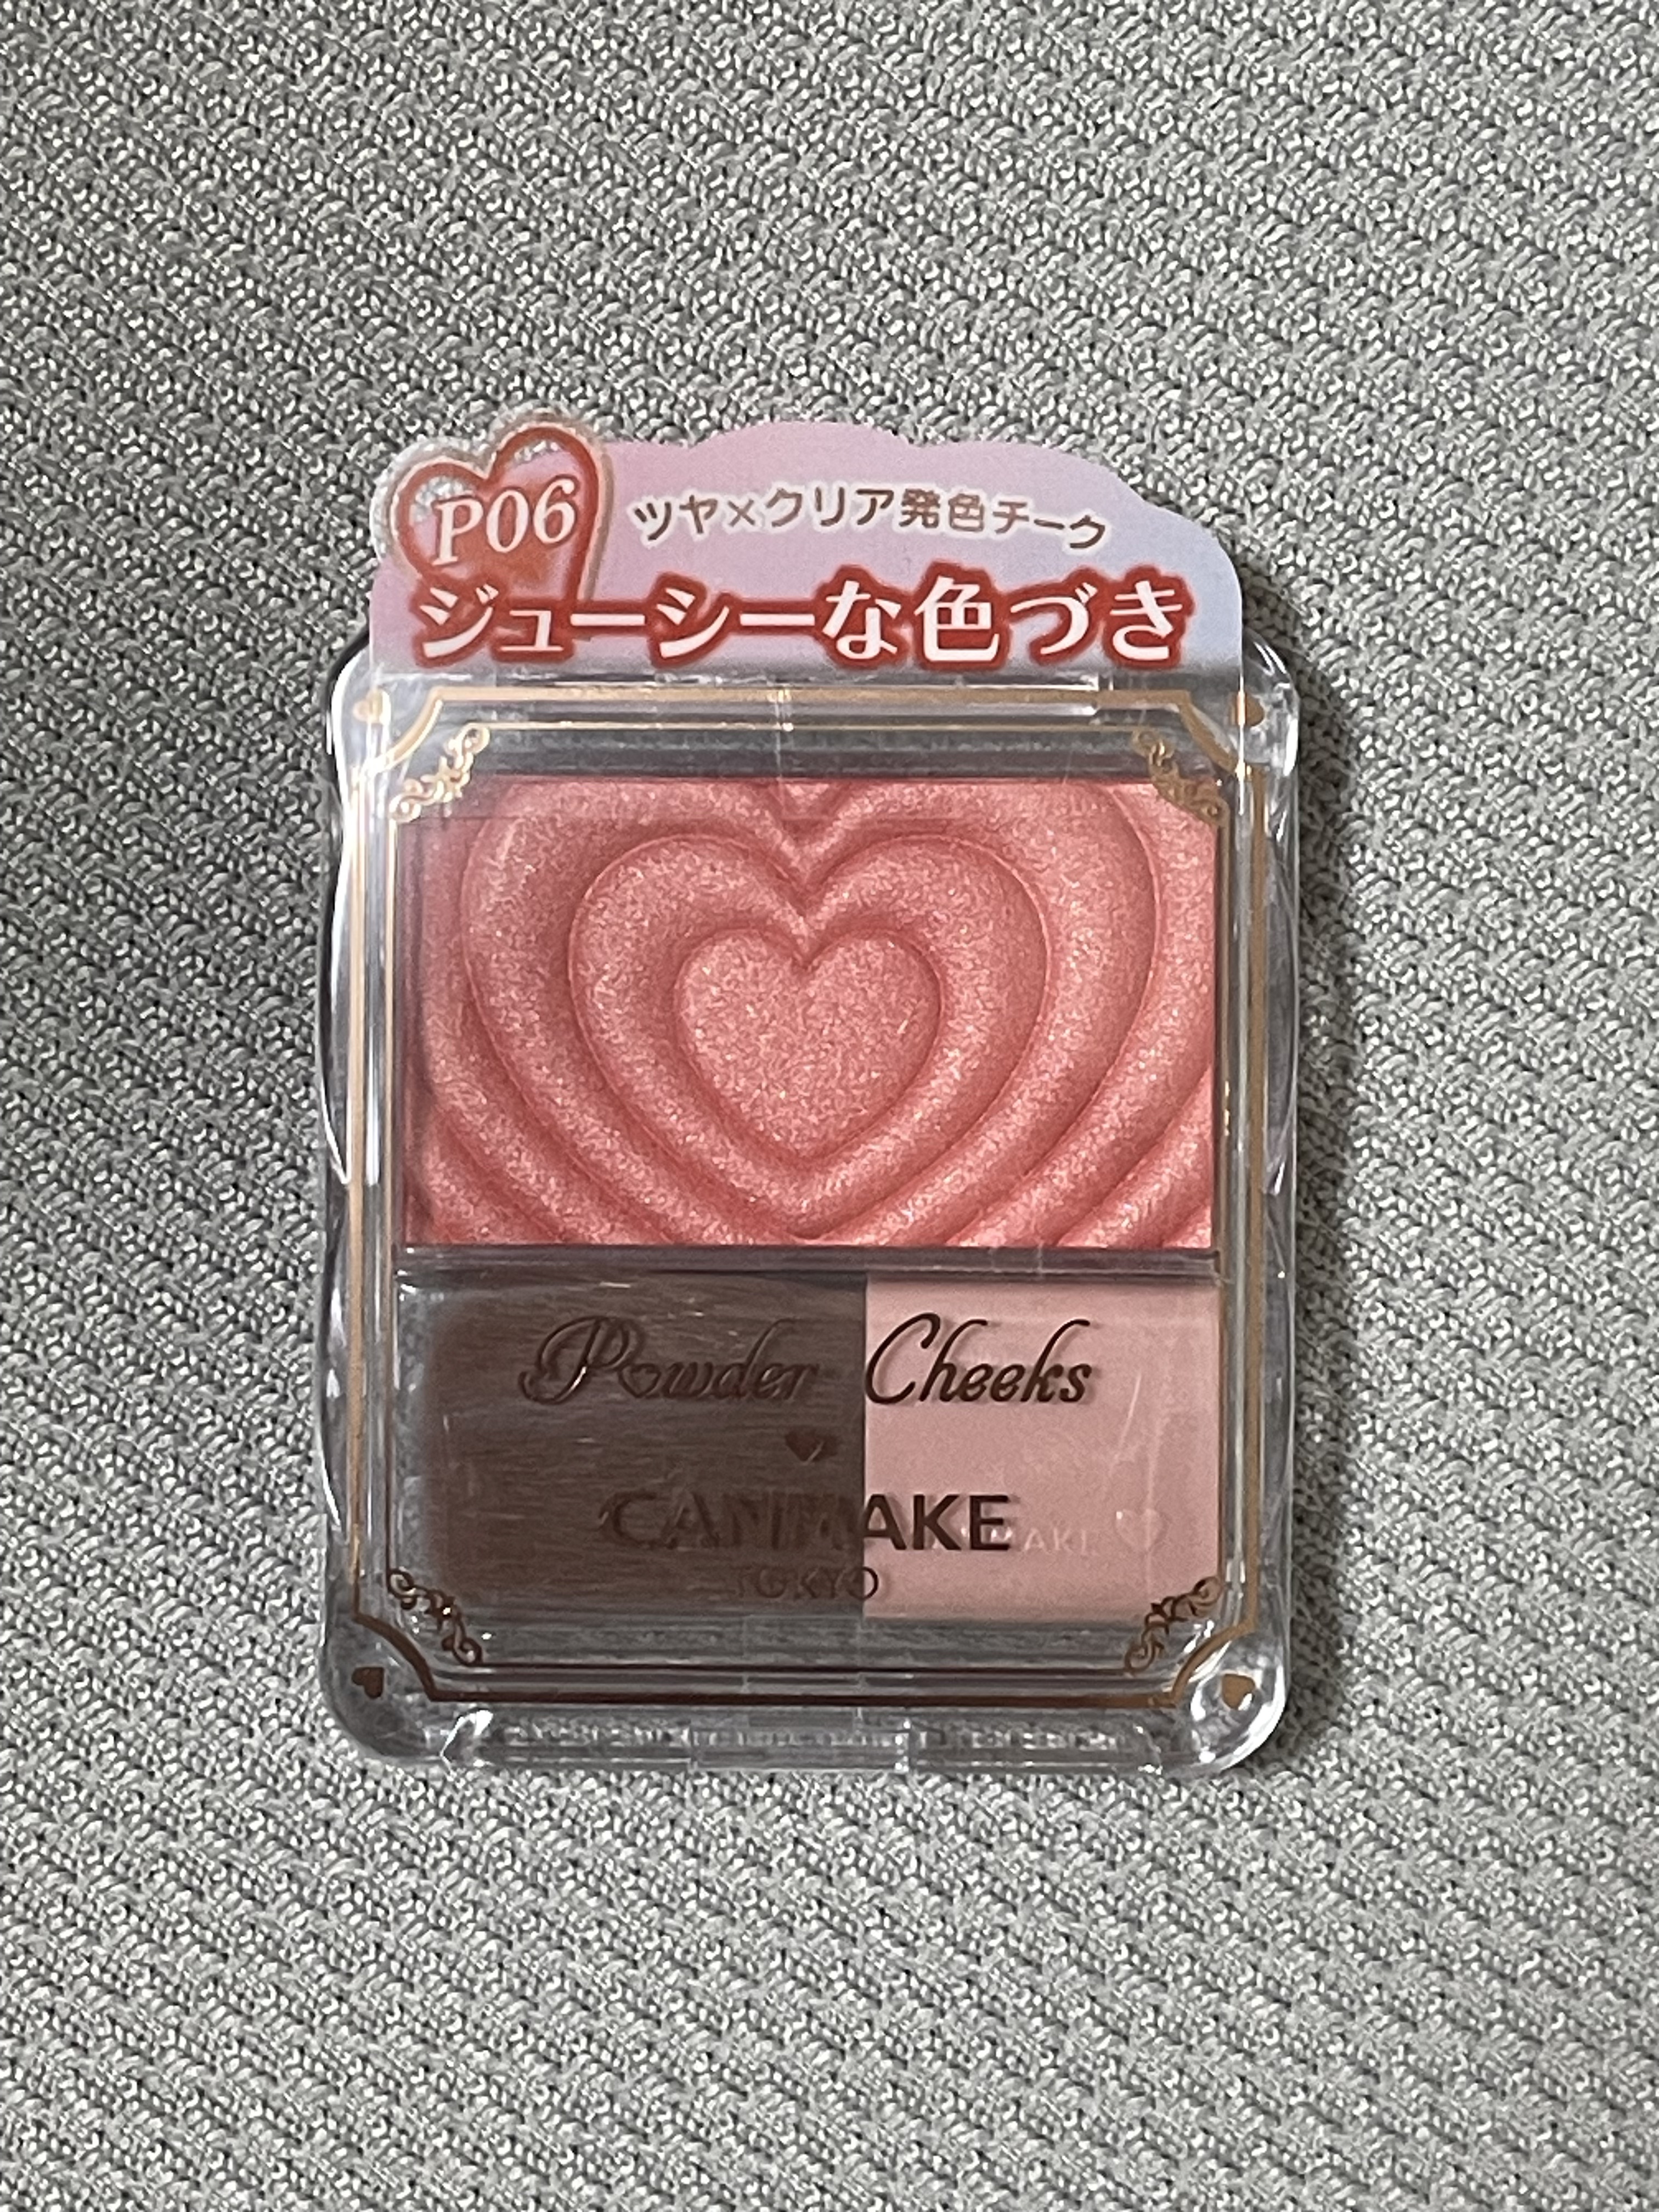 P06
ツヤ×クリア発色チーク
ジューシーな色づき
Powder Cheeks
CANMAKE
TOKYO